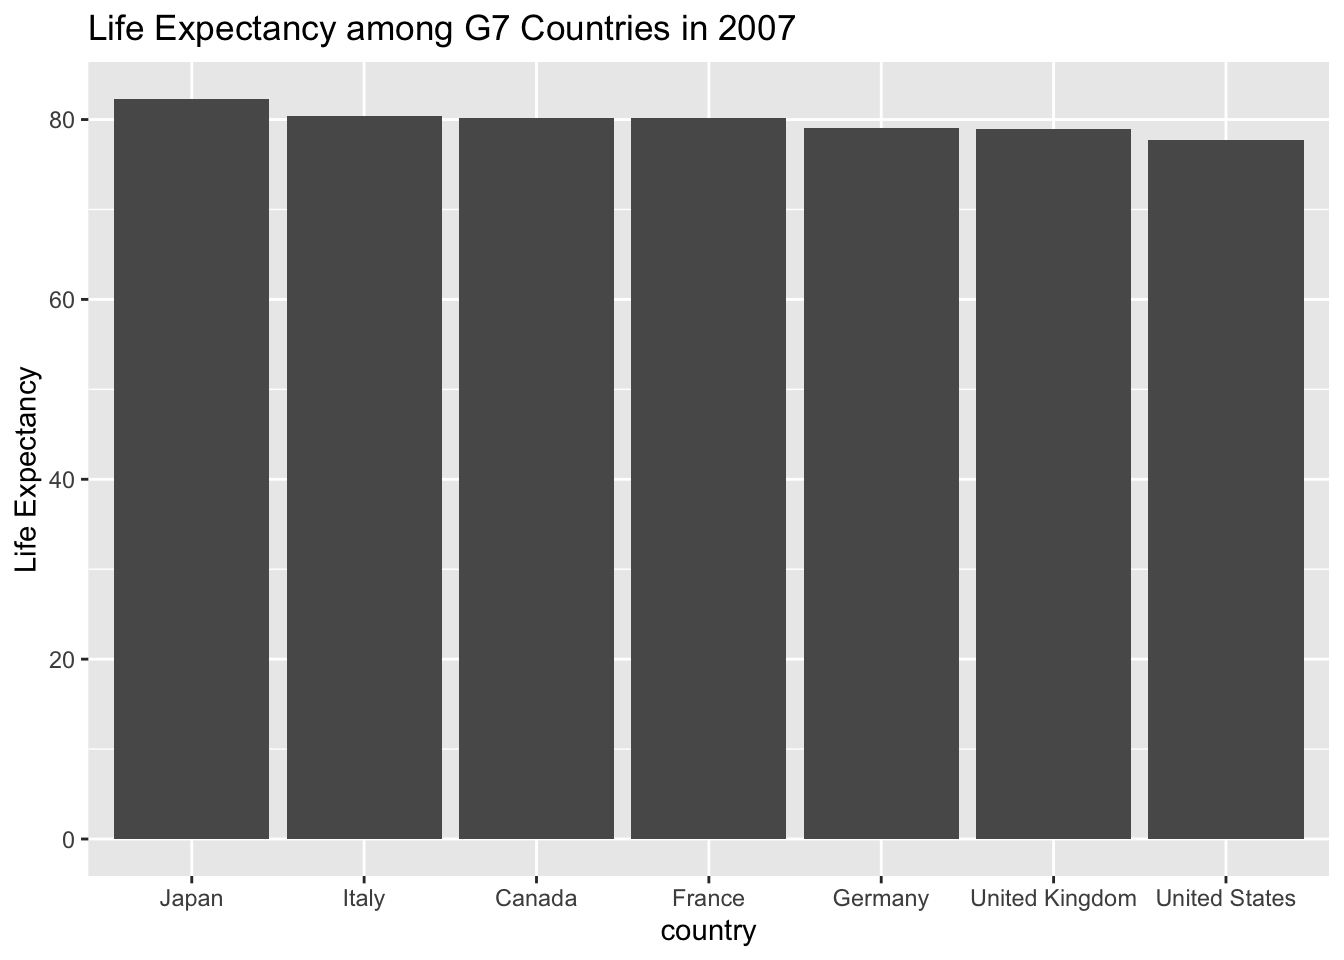 Life Expectancy among G7 Countries in 2007
Life Expectancy
80
60
40
20
0
Japan Italy Canada France Germany United Kingdom United States
country